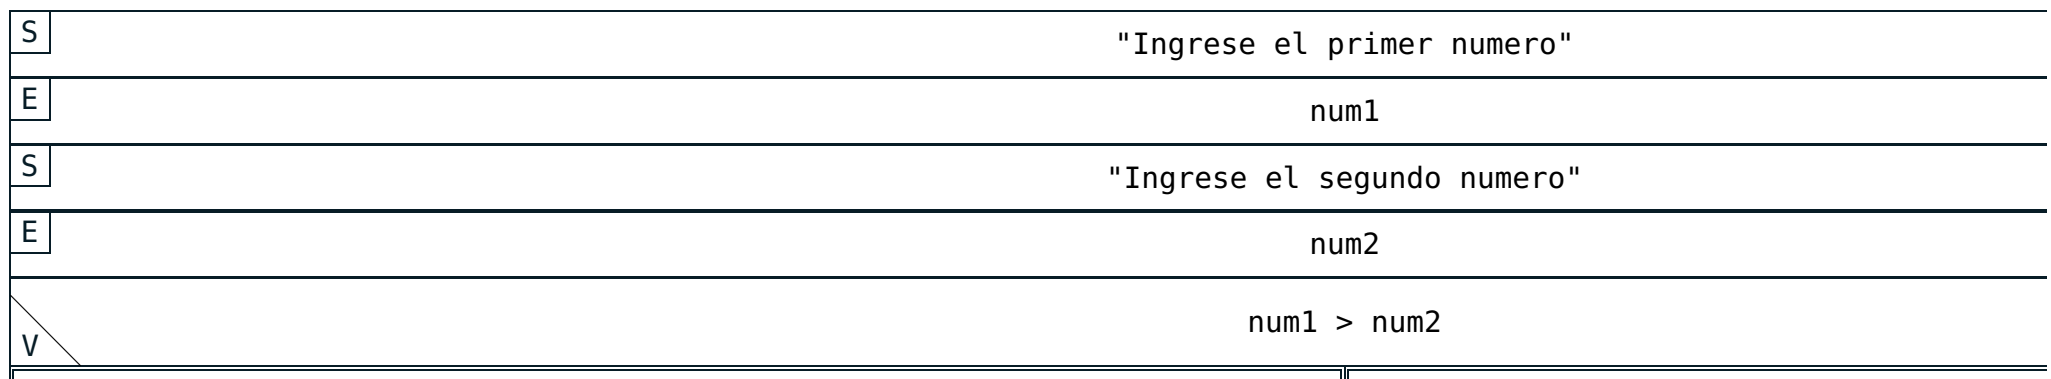 S
"Ingrese el primer numero"
E
num1
S
"Ingrese el segundo numero"
E
num2
num1 > num2
V